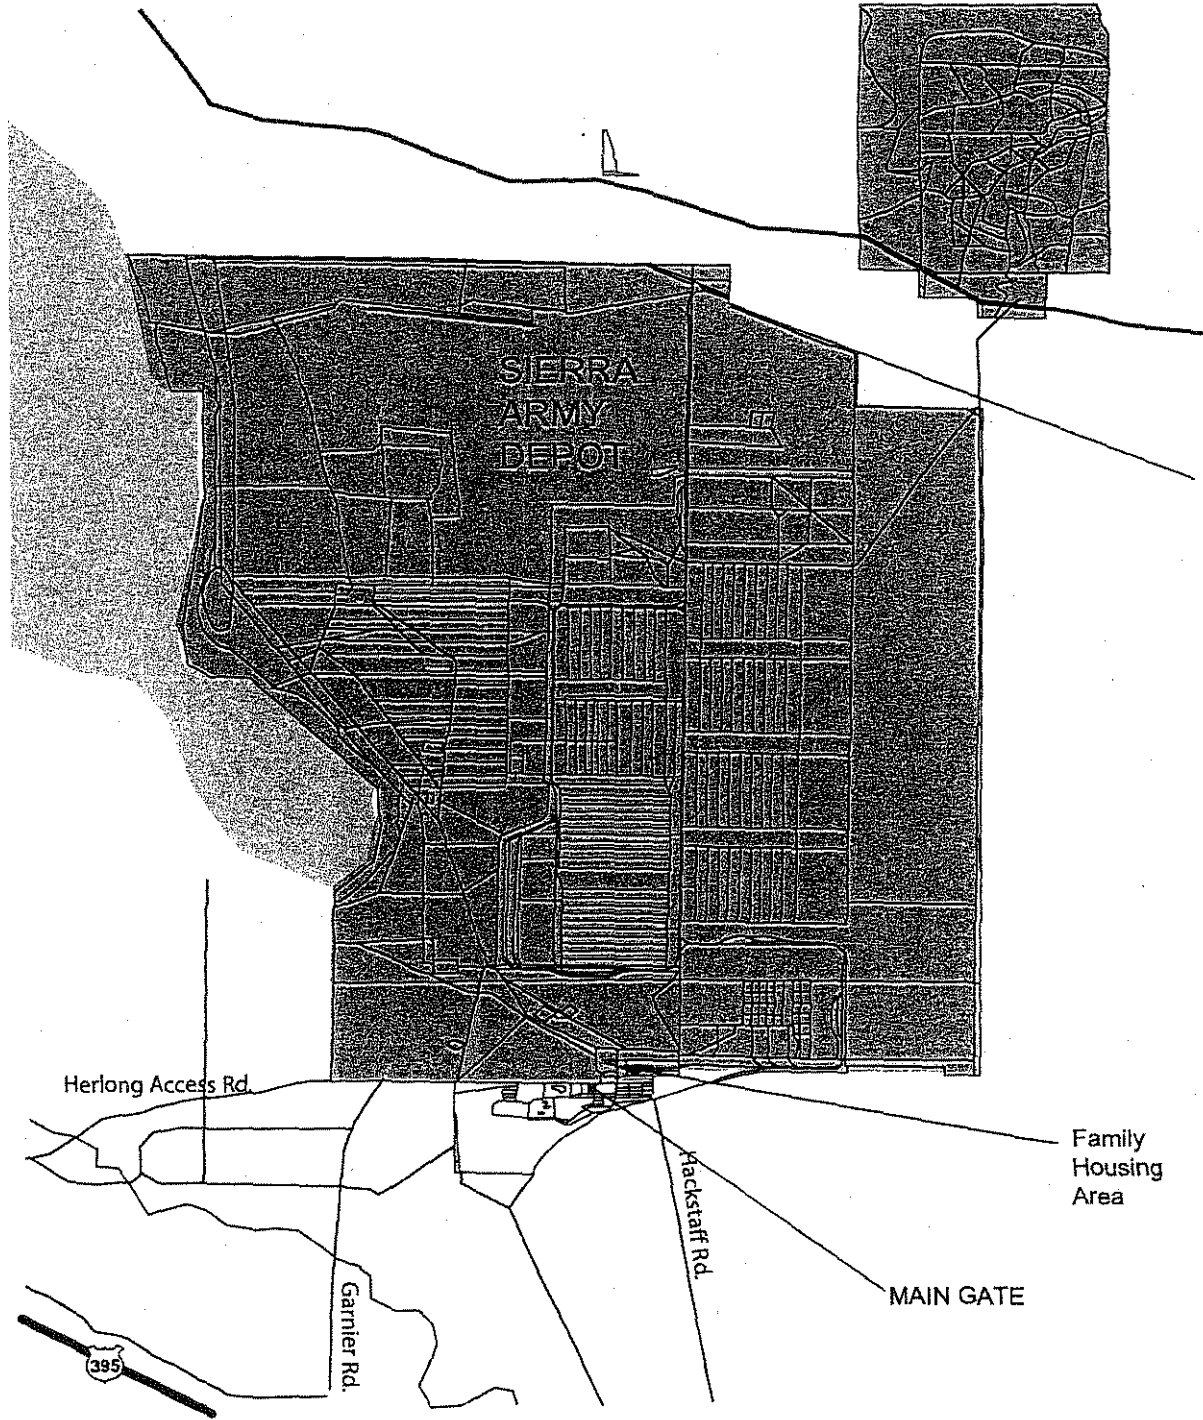 SIERRA
ARMY
DEPOT
Herlong Access Rd.
Family
Housing
Area
Hackstaff Rd.
MAIN GATE
Garnier Rd.
395